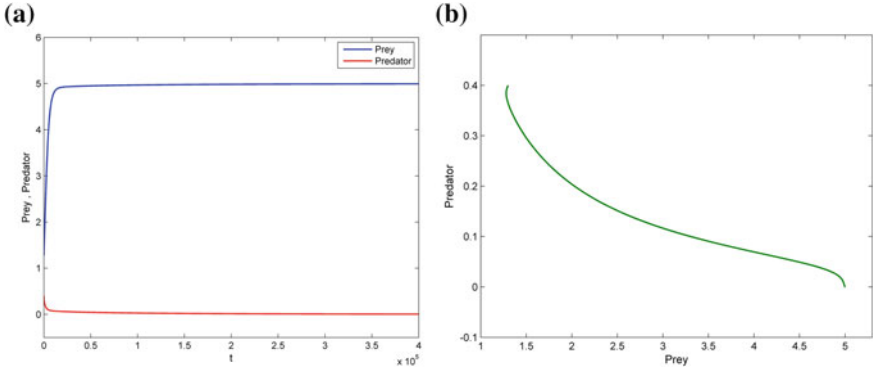 (a)
6
5
4
3
2
1
0
0 0.5 1 1.5 2 2.5 3 3.5 4
x 10^5
t
Prey , Predator
Prey
Predator
(b)
0.4
0.3
0.2
0.1
0
-0.1
1 1.5 2 2.5 3 3.5 4 4.5 5
Prey
Predator